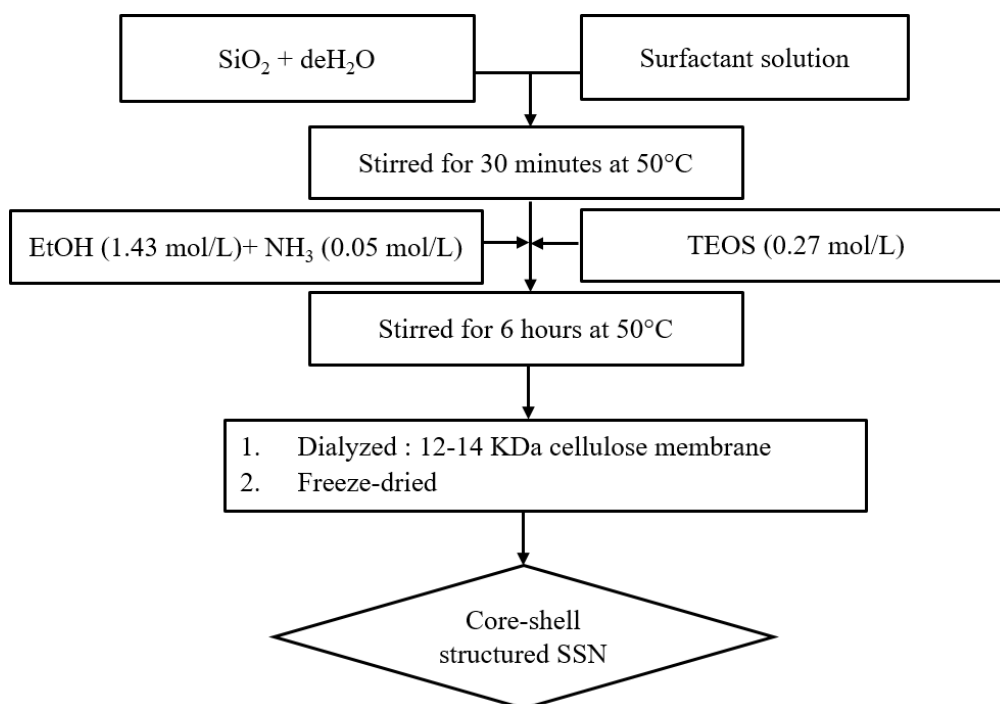 SiO₂ + deH₂O
Surfactant solution
Stirred for 30 minutes at 50°C
EtOH (1.43 mol/L)+ NH₃ (0.05 mol/L)
TEOS (0.27 mol/L)
Stirred for 6 hours at 50°C
1. Dialyzed : 12-14 KDa cellulose membrane
2. Freeze-dried
Core-shell
structured SSN